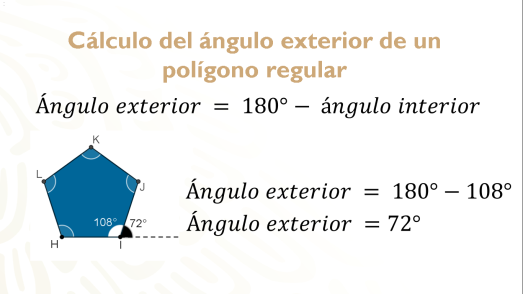 Cálculo del ángulo exterior de un
polígono regular
Ángulo exterior = 180° − ángulo interior
K
L
J
108° 72°
H I
Ángulo exterior = 180° − 108°
Ángulo exterior = 72°